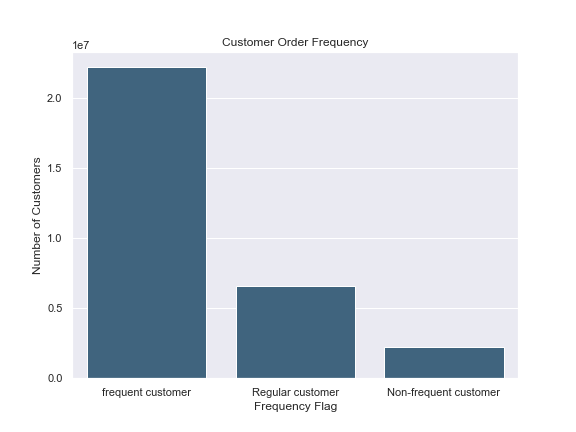 Customer Order Frequency
1e7
2.0
1.5
1.0
0.5
0.0
Number of Customers
frequent customer
Regular customer
Non-frequent customer
Frequency Flag